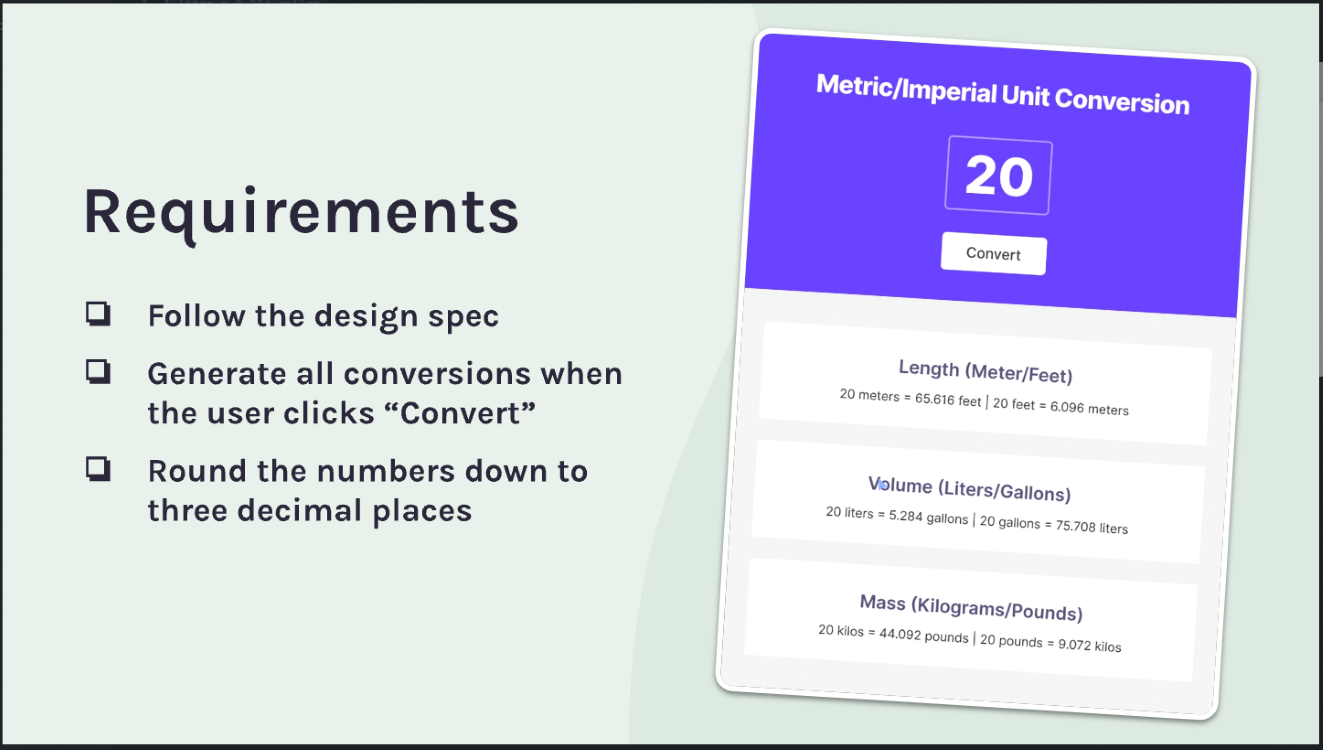 Requirements
Follow the design spec
Generate all conversions when
the user clicks “Convert”
Round the numbers down to
three decimal places
Metric/Imperial Unit Conversion
20
Convert
Length (Meter/Feet)
20 meters = 65.616 feet | 20 feet = 6.096 meters
Volume (Liters/Gallons)
20 liters = 5.284 gallons | 20 gallons = 75.708 liters
Mass (Kilograms/Pounds)
20 kilos = 44.092 pounds | 20 pounds = 9.072 kilos